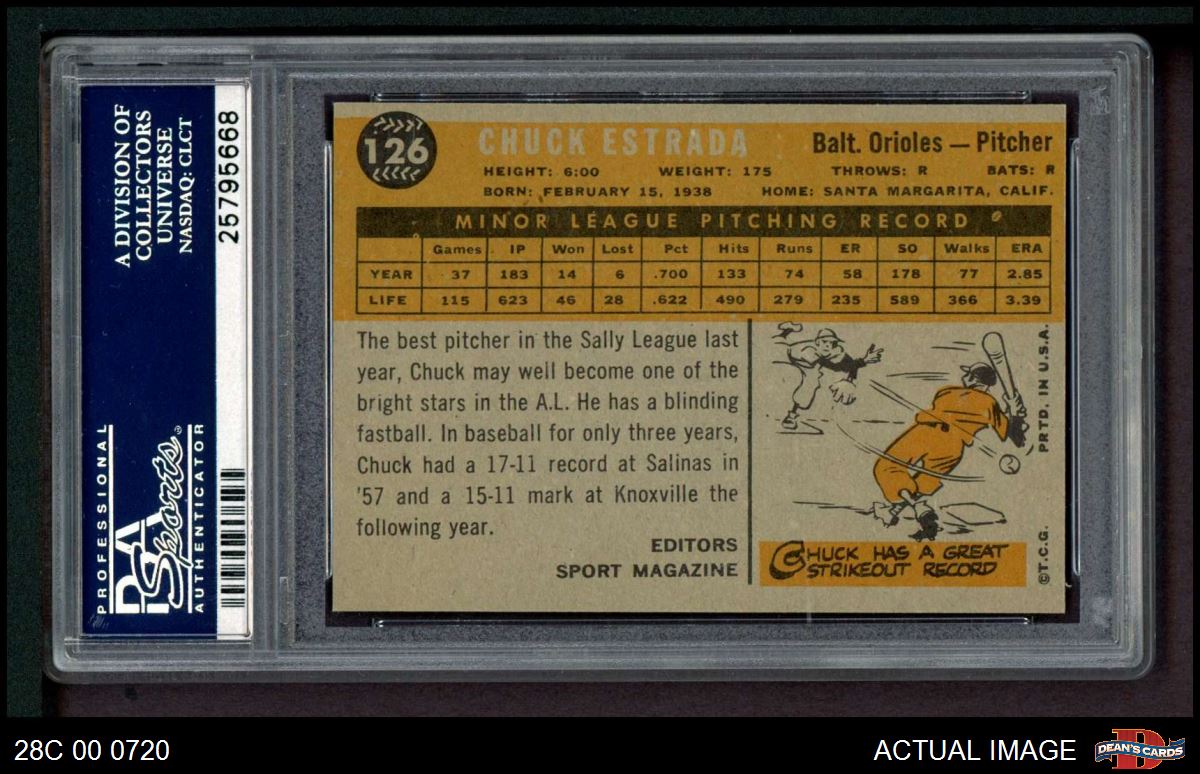 A DIVISION OF
COLLECTORS
UNIVERSE
NASDAQ: CLCT
25795668
PROFESSIONAL
PSA
Sports
AUTHENTICATOR
126
CHUCK ESTRADA
Balt. Orioles — Pitcher
HEIGHT: 6:00 WEIGHT: 175 THROWS: R BATS: R
BORN: FEBRUARY 15, 1938 HOME: SANTA MARGARITA, CALIF.
MINOR LEAGUE PITCHING RECORD
Games IP Won Lost Pct Hits Runs ER SO Walks ERA
YEAR 37 183 14 6 .700 133 74 58 178 77 2.85
LIFE 115 623 46 28 .622 490 279 235 589 366 3.39
The best pitcher in the Sally League last
year, Chuck may well become one of the
bright stars in the A.L. He has a blinding
fastball. In baseball for only three years,
Chuck had a 17-11 record at Salinas in
'57 and a 15-11 mark at Knoxville the
following year.
EDITORS
SPORT MAGAZINE
CHUCK HAS A GREAT
STRIKEOUT RECORD
PRTD. IN U.S.A.
©T.C.G.
28C 00 0720
ACTUAL IMAGE
D
DEAN'S CARDS